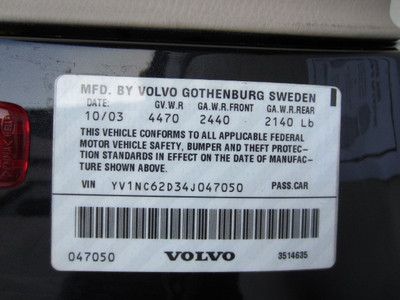 MFD. BY VOLVO GOTHENBURG SWEDEN
DATE: GV.W.R GA.W.R.FRONT GA.W.R.REAR
10/03 4470 2440 2140 Lb
THIS VEHICLE CONFORMS TO ALL APPLICABLE FEDERAL
MOTOR VEHICLE SAFETY, BUMPER AND THEFT PROTEC-
TION STANDARDS IN EFFECT ON THE DATE OF MANUFAC-
TURE SHOWN ABOVE.
VIN YV1NC62D34J047050 PASS.CAR
047050 VOLVO 3514635